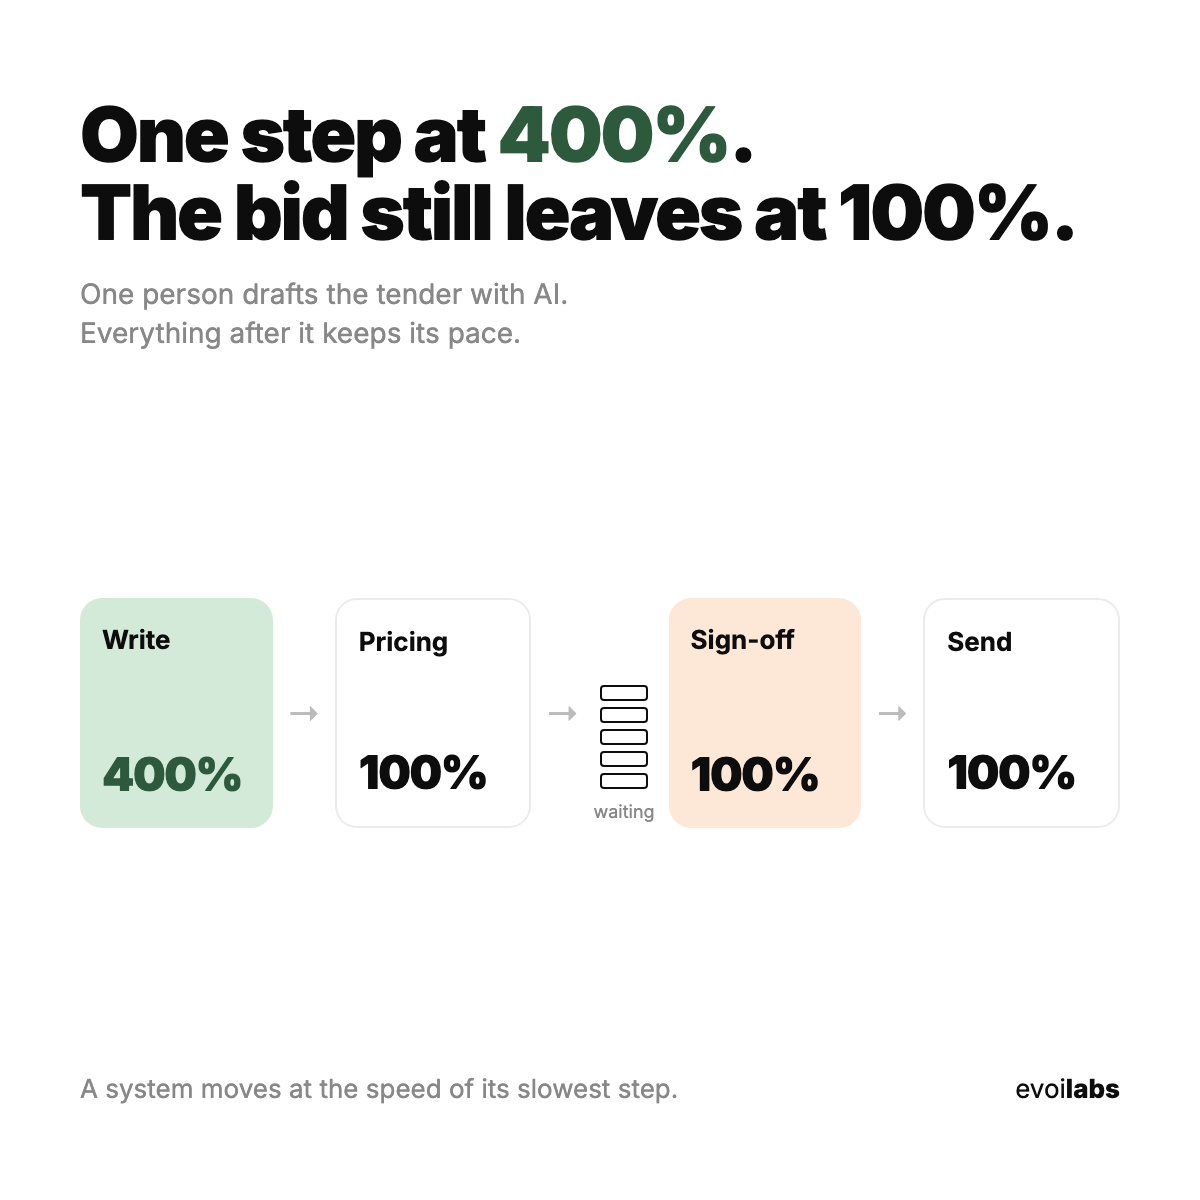 One step at 400%.
The bid still leaves at 100%.
One person drafts the tender with AI.
Everything after it keeps its pace.
Write
400%
→
Pricing
100%
→
waiting
Sign-off
100%
→
Send
100%
A system moves at the speed of its slowest step.
evoilabs